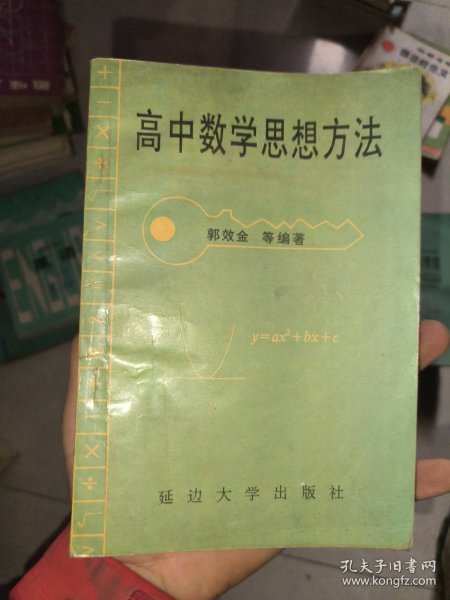 高中数学思想方法
郭效金 等编著
y=ax²+bx+c
延边大学出版社
孔夫子旧书网
www.kongfz.com